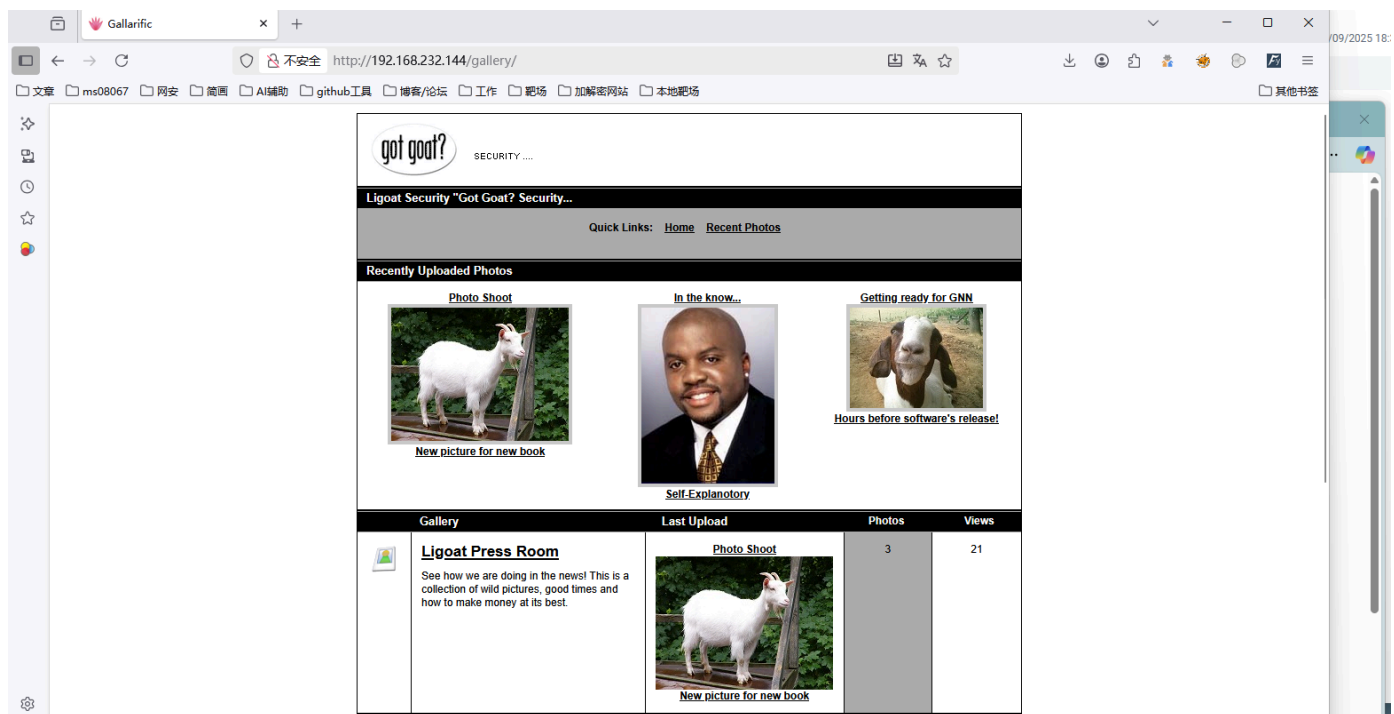 Gallarific
/09/2025 18:
不安全 http://192.168.232.144/gallery/
文章 ms08067 网安 简画 AI辅助 github工具 博客/论坛 工作 靶场 加解密网站 本地靶场 其他书签
got goat? SECURITY ....
Ligoat Security "Got Goat? Security...
Quick Links: Home Recent Photos
Recently Uploaded Photos
Photo Shoot In the know... Getting ready for GNN
Hours before software's release!
New picture for new book
Self-Explanotory
Gallery Last Upload Photos Views
Ligoat Press Room Photo Shoot 3 21
See how we are doing in the news! This is a
collection of wild pictures, good times and
how to make money at its best.
New picture for new book